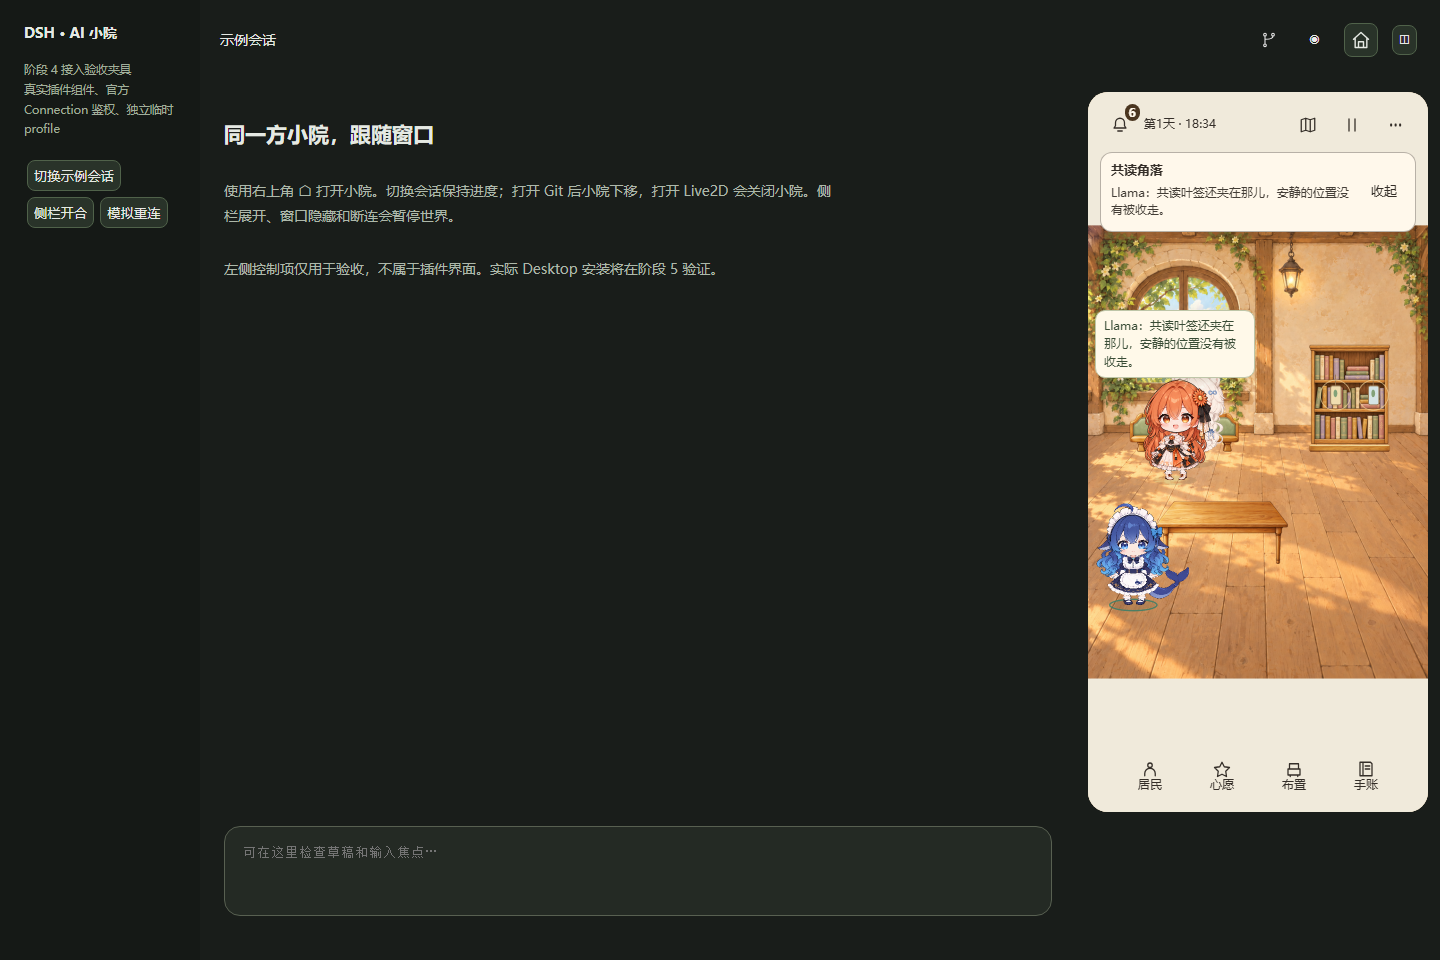 DSH • AI 小院
阶段 4 接入验收夹具
真实插件组件、官方
Connection 鉴权、独立临时
profile
切换示例会话
侧栏开合
模拟重连
示例会话
同一方小院，跟随窗口
使用右上角 ☖ 打开小院。切换会话保持进度；打开 Git 后小院下移，打开 Live2D 会关闭小院。侧
栏展开、窗口隐藏和断连会暂停世界。
左侧控制项仅用于验收，不属于插件界面。实际 Desktop 安装将在阶段 5 验证。
可在这里检查草稿和输入焦点…
6
第1天 · 18:34
共读角落
Llama：共读叶签还夹在那儿，安静的位置没
有被收走。
收起
Llama：共读叶签还夹在
那儿，安静的位置没有被
收走。
居民
心愿
布置
手账